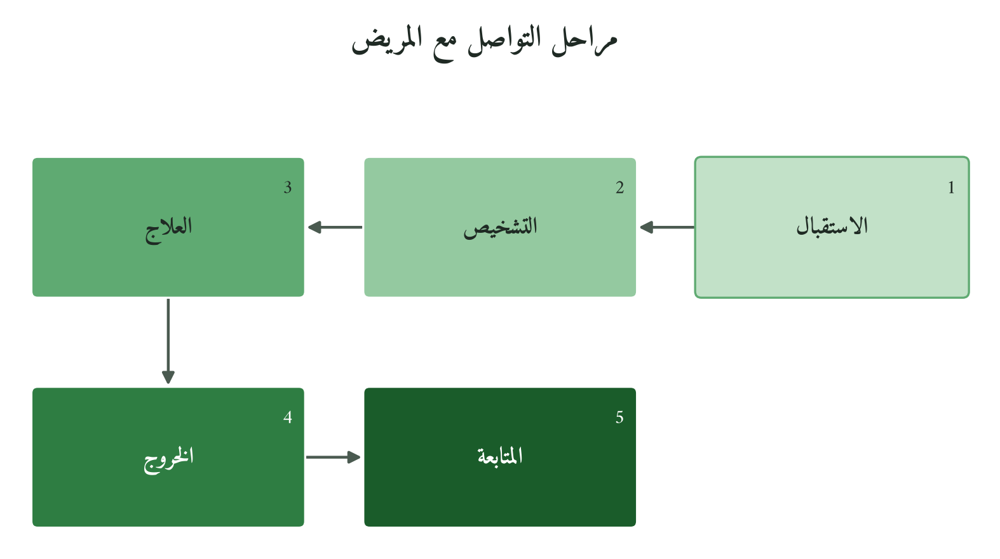 مراحل التواصل مع المريض
1
الاستقبال
2
التشخيص
3
العلاج
4
الخروج
5
المتابعة